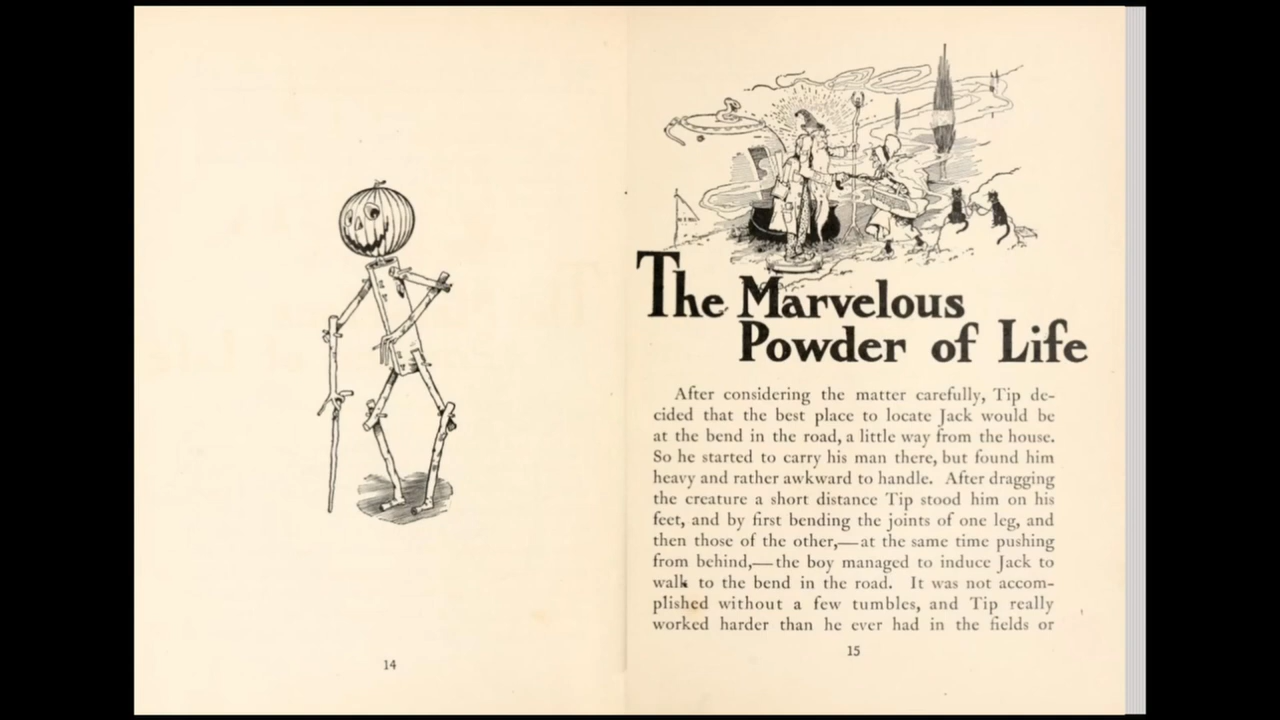 14
The Marvelous
Powder of Life
After considering the matter carefully, Tip de-
cided that the best place to locate Jack would be
at the bend in the road, a little way from the house.
So he started to carry his man there, but found him
heavy and rather awkward to handle. After dragging
the creature a short distance Tip stood him on his
feet, and by first bending the joints of one leg, and
then those of the other,—at the same time pushing
from behind,—the boy managed to induce Jack to
walk to the bend in the road. It was not accom-
plished without a few tumbles, and Tip really
worked harder than he ever had in the fields or
15